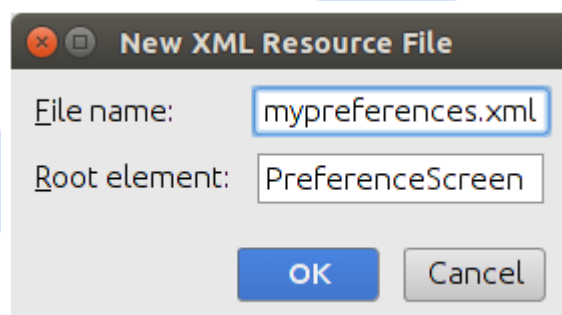 New XML Resource File
File name: mypreferences.xml
Root element: PreferenceScreen
OK Cancel